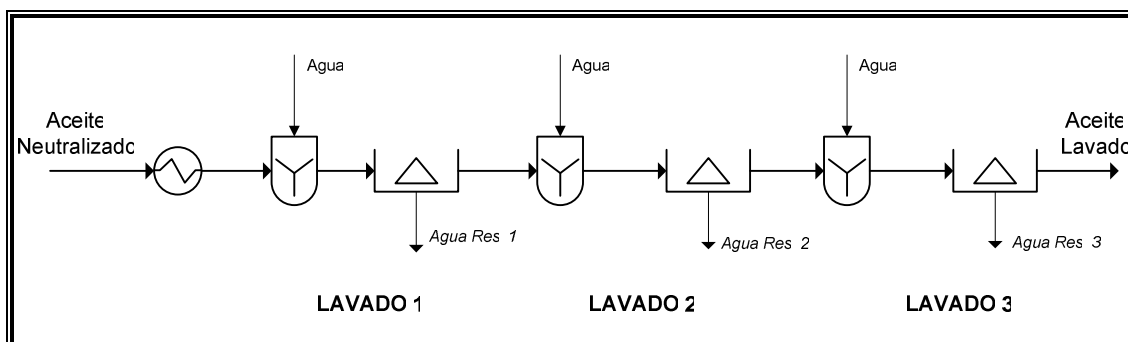 Agua
Agua
Agua
Aceite
Neutralizado
Aceite
Lavado
Agua Res 1
Agua Res 2
Agua Res 3
LAVADO 1
LAVADO 2
LAVADO 3